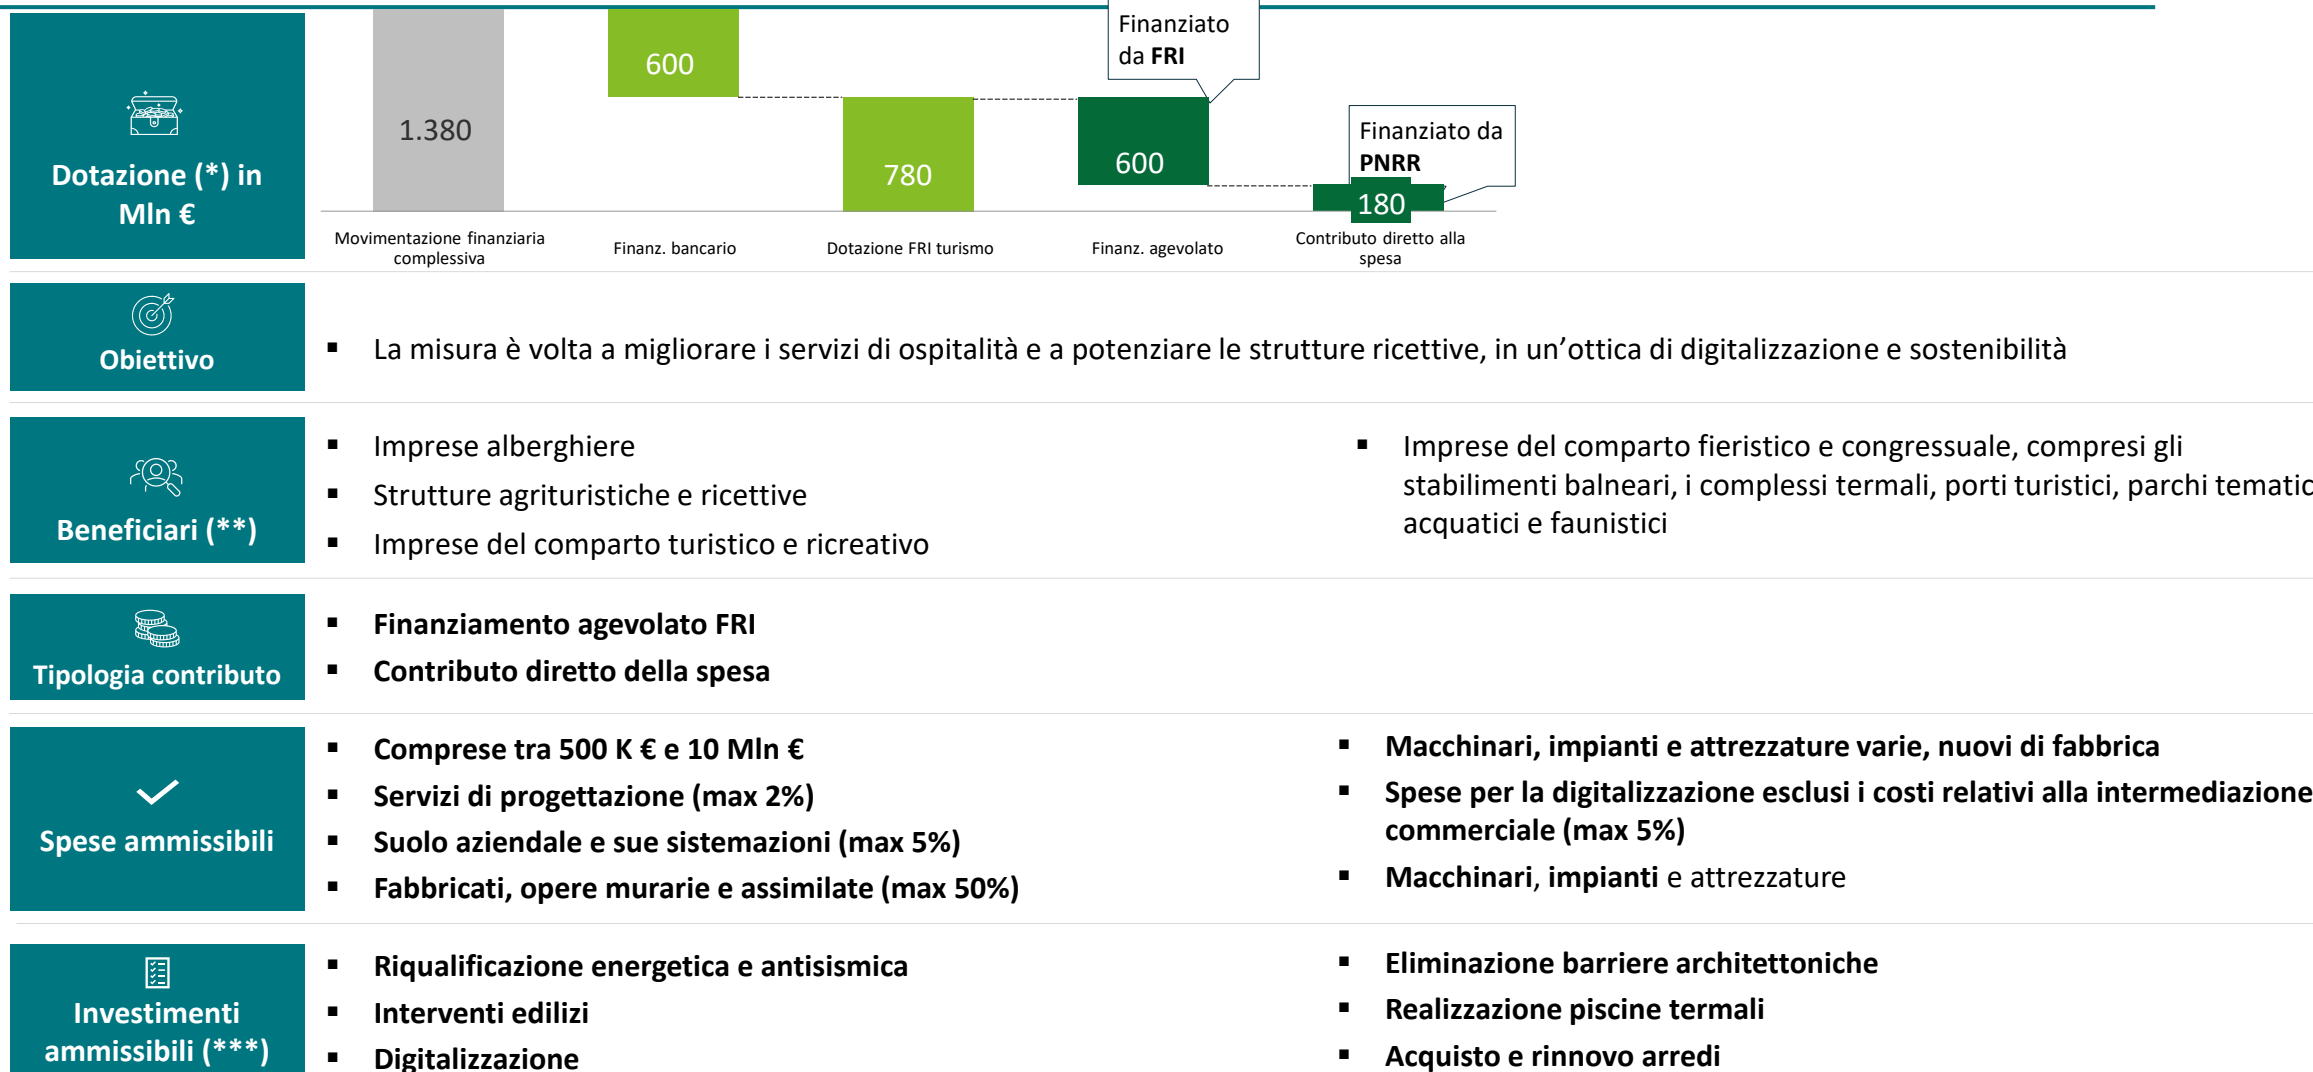 Dotazione (*) in
Mln €
1.380
600
780
600
180
Finanziato
da FRI
Finanziato da
PNRR
Movimentazione finanziaria
complessiva
Finanz. bancario
Dotazione FRI turismo
Finanz. agevolato
Contributo diretto alla
spesa
Obiettivo
▪ La misura è volta a migliorare i servizi di ospitalità e a potenziare le strutture ricettive, in un’ottica di digitalizzazione e sostenibilità
Beneficiari (**)
▪ Imprese alberghiere
▪ Strutture agrituristiche e ricettive
▪ Imprese del comparto turistico e ricreativo
▪ Imprese del comparto fieristico e congressuale, compresi gli
stabilimenti balneari, i complessi termali, porti turistici, parchi tematic
acquatici e faunistici
Tipologia contributo
▪ Finanziamento agevolato FRI
▪ Contributo diretto della spesa
Spese ammissibili
▪ Comprese tra 500 K € e 10 Mln €
▪ Servizi di progettazione (max 2%)
▪ Suolo aziendale e sue sistemazioni (max 5%)
▪ Fabbricati, opere murarie e assimilate (max 50%)
▪ Macchinari, impianti e attrezzature varie, nuovi di fabbrica
▪ Spese per la digitalizzazione esclusi i costi relativi alla intermediazione
commerciale (max 5%)
▪ Macchinari, impianti e attrezzature
Investimenti
ammissibili (***)
▪ Riqualificazione energetica e antisismica
▪ Interventi edilizi
▪ Digitalizzazione
▪ Eliminazione barriere architettoniche
▪ Realizzazione piscine termali
▪ Acquisto e rinnovo arredi